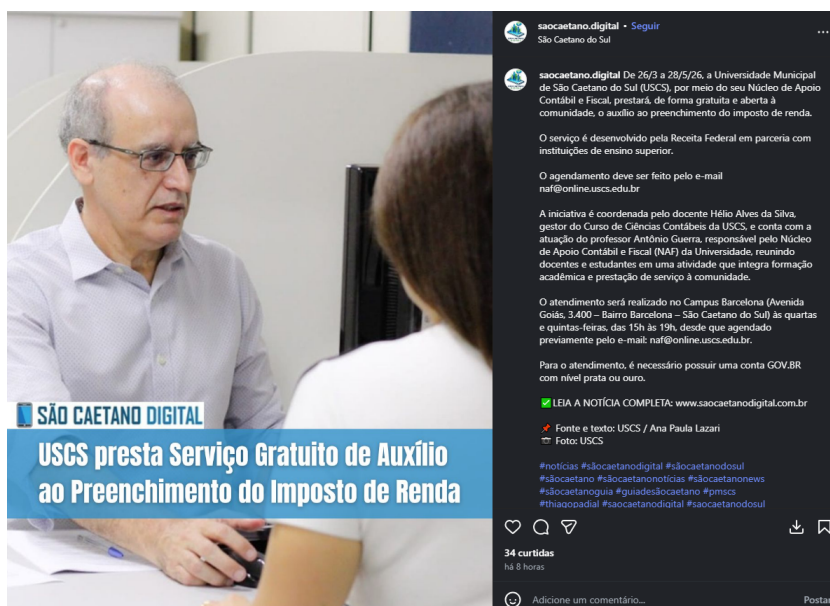 SÃO CAETANO DIGITAL
USCS presta Serviço Gratuito de Auxílio
ao Preenchimento do Imposto de Renda
saocaetano.digital • Seguir
São Caetano do Sul
saocaetano.digital De 26/3 a 28/5/26, a Universidade Municipal
de São Caetano do Sul (USCS), por meio do seu Núcleo de Apoio
Contábil e Fiscal, prestará, de forma gratuita e aberta à
comunidade, o auxílio ao preenchimento do imposto de renda.
O serviço é desenvolvido pela Receita Federal em parceria com
instituições de ensino superior.
O agendamento deve ser feito pelo e-mail
naf@online.uscs.edu.br
A iniciativa é coordenada pelo docente Hélio Alves da Silva,
gestor do Curso de Ciências Contábeis da USCS, e conta com a
atuação do professor Antônio Guerra, responsável pelo Núcleo
de Apoio Contábil e Fiscal (NAF) da Universidade, reunindo
docentes e estudantes em uma atividade que integra formação
acadêmica e prestação de serviço à comunidade.
O atendimento será realizado no Campus Barcelona (Avenida
Goiás, 3.400 – Bairro Barcelona – São Caetano do Sul) às quartas
e quintas-feiras, das 15h às 19h, desde que agendado
previamente pelo e-mail: naf@online.uscs.edu.br.
Para o atendimento, é necessário possuir uma conta GOV.BR
com nível prata ou ouro.
✅ LEIA A NOTÍCIA COMPLETA: www.saocaetanodigital.com.br
📌 Fonte e texto: USCS / Ana Paula Lazari
📷 Foto: USCS
#notícias #sãocaetanodigital #sãocaetanodosul
#sãocaetano #sãocaetanonotícias #sãocaetanonews
#sãocaetanoguia #guiadesãocaetano #pmscs
#thiagopadial #saocaetanodigital #saocaetanodosul
34 curtidas
há 8 horas
Adicione um comentário...
Postar